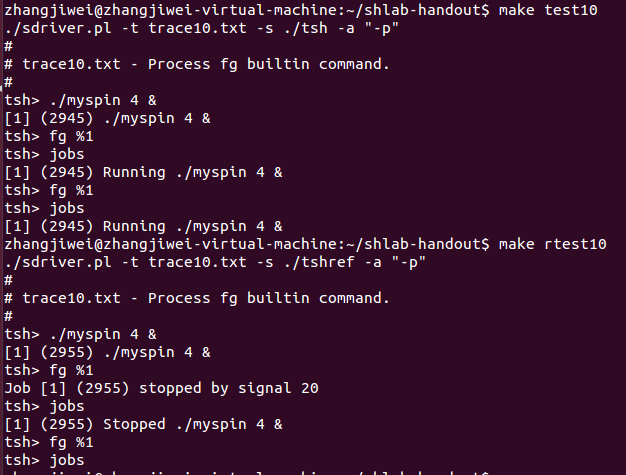 zhangjiwei@zhangjiwei-virtual-machine:~/shlab-handout$ make test10
./sdriver.pl -t trace10.txt -s ./tsh -a "-p"
#
# trace10.txt - Process fg builtin command.
#
tsh> ./myspin 4 &
[1] (2945) ./myspin 4 &
tsh> fg %1
tsh> jobs
[1] (2945) Running ./myspin 4 &
tsh> fg %1
tsh> jobs
[1] (2945) Running ./myspin 4 &
zhangjiwei@zhangjiwei-virtual-machine:~/shlab-handout$ make rtest10
./sdriver.pl -t trace10.txt -s ./tshref -a "-p"
#
# trace10.txt - Process fg builtin command.
#
tsh> ./myspin 4 &
[1] (2955) ./myspin 4 &
tsh> fg %1
Job [1] (2955) stopped by signal 20
tsh> jobs
[1] (2955) Stopped ./myspin 4 &
tsh> fg %1
tsh> jobs